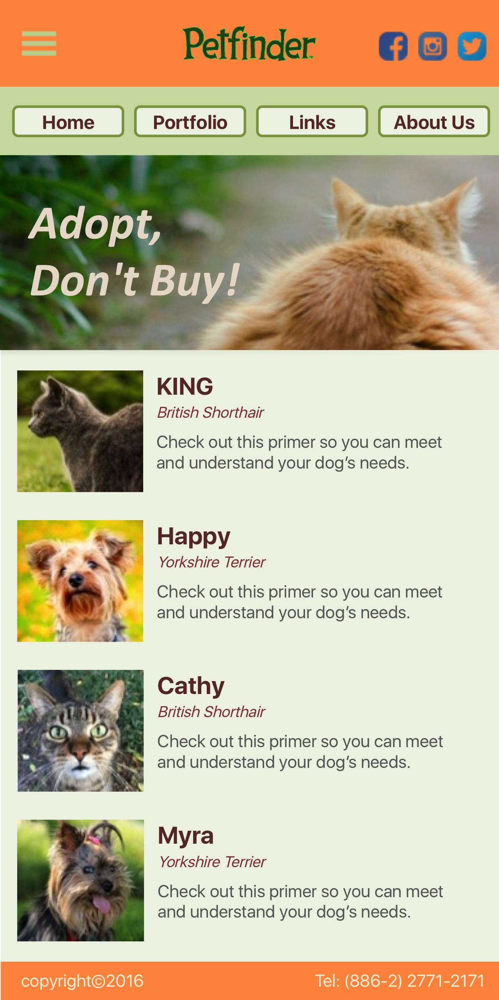 Petfinder
Home
Portfolio
Links
About Us
Adopt,
Don't Buy!
KING
British Shorthair
Check out this primer so you can meet
and understand your dog’s needs.
Happy
Yorkshire Terrier
Check out this primer so you can meet
and understand your dog’s needs.
Cathy
British Shorthair
Check out this primer so you can meet
and understand your dog’s needs.
Myra
Yorkshire Terrier
Check out this primer so you can meet
and understand your dog’s needs.
copyright©2016
Tel: (886-2) 2771-2171